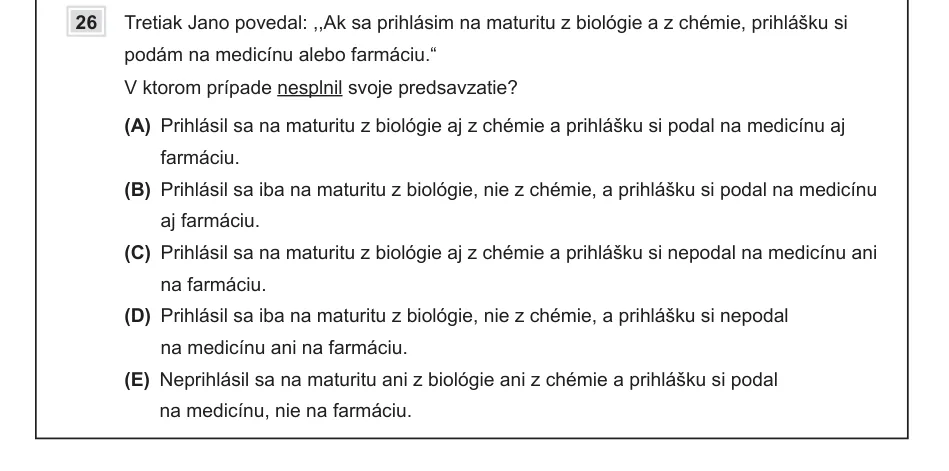 26 Tretiak Jano povedal: ,,Ak sa prihlásim na maturitu z biológie a z chémie, prihlášku si
podám na medicínu alebo farmáciu.“
V ktorom prípade nesplnil svoje predsavzatie?
(A) Prihlásil sa na maturitu z biológie aj z chémie a prihlášku si podal na medicínu aj
farmáciu.
(B) Prihlásil sa iba na maturitu z biológie, nie z chémie, a prihlášku si podal na medicínu
aj farmáciu.
(C) Prihlásil sa na maturitu z biológie aj z chémie a prihlášku si nepodal na medicínu ani
na farmáciu.
(D) Prihlásil sa iba na maturitu z biológie, nie z chémie, a prihlášku si nepodal
na medicínu ani na farmáciu.
(E) Neprihlásil sa na maturitu ani z biológie ani z chémie a prihlášku si podal
na medicínu, nie na farmáciu.